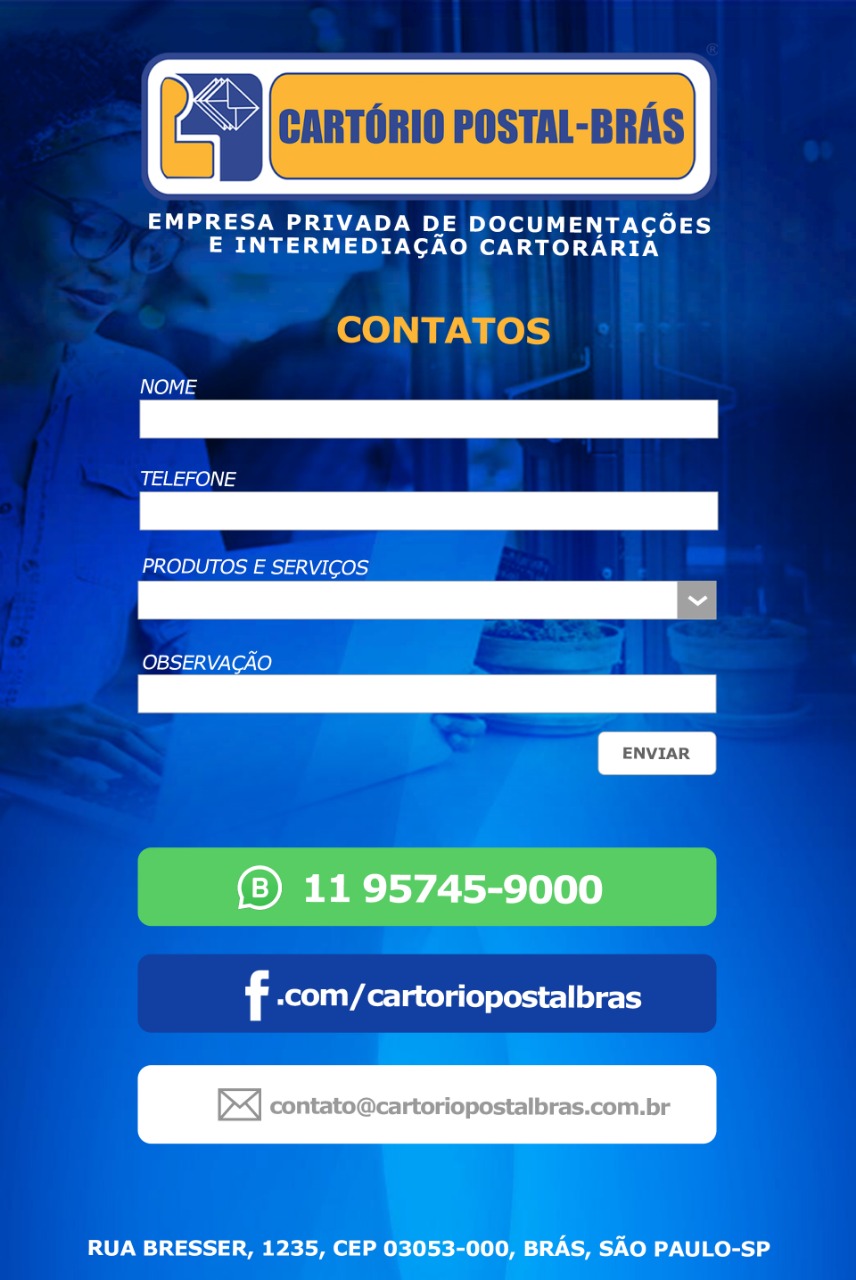 ®
CARTÓRIO POSTAL-BRÁS
EMPRESA PRIVADA DE DOCUMENTAÇÕES
E INTERMEDIAÇÃO CARTORÁRIA
CONTATOS
NOME
TELEFONE
PRODUTOS E SERVIÇOS
OBSERVAÇÃO
ENVIAR
B 11 95745-9000
f.com/cartoriopostalbras
contato@cartoriopostalbras.com.br
RUA BRESSER, 1235, CEP 03053-000, BRÁS, SÃO PAULO-SP